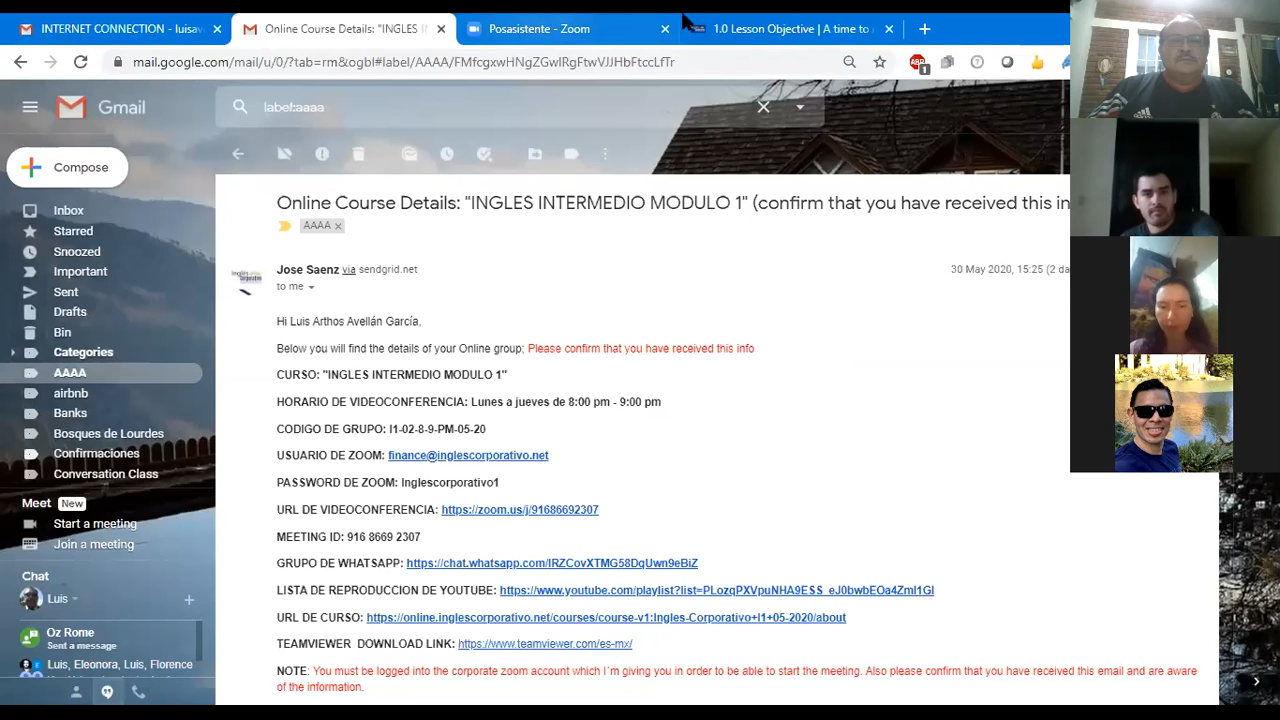 INTERNET CONNECTION - luisav
Online Course Details: "INGLES I
Posasistente - Zoom
1.0 Lesson Objective | A time to
mail.google.com/mail/u/0/?tab=rm&ogbl#label/AAAA/FMfcgxwHNgZGwlRgFtwVJJHbFtccLfTr
ABP
1
Gmail
label:aaaa
Compose
Inbox
Starred
Snoozed
Important
Sent
Drafts
Bin
Categories
AAAA
airbnb
Banks
Bosques de Lourdes
Confirmaciones
Conversation Class
Meet New
Start a meeting
Join a meeting
Chat
Luis
Oz Rome
Sent a message
Luis, Eleonora, Luis, Florence
Online Course Details: "INGLES INTERMEDIO MODULO 1" (confirm that you have received this in
AAAA x
Jose Saenz via sendgrid.net
30 May 2020, 15:25 (2 da
to me
Hi Luis Arthos Avellán García,
Below you will find the details of your Online group; Please confirm that you have received this info
CURSO: "INGLES INTERMEDIO MODULO 1"
HORARIO DE VIDEOCONFERENCIA: Lunes a jueves de 8:00 pm - 9:00 pm
CODIGO DE GRUPO: I1-02-8-9-PM-05-20
USUARIO DE ZOOM: finance@inglescorporativo.net
PASSWORD DE ZOOM: Inglescorporativo1
URL DE VIDEOCONFERENCIA: https://zoom.us/j/91686692307
MEETING ID: 916 8669 2307
GRUPO DE WHATSAPP: https://chat.whatsapp.com/IRZCovXTMG58DqUwn9eBiZ
LISTA DE REPRODUCCION DE YOUTUBE: https://www.youtube.com/playlist?list=PLozqPXVpuNHA9ESS_eJ0bwbEOa4Zml1Gl
URL DE CURSO: https://online.inglescorporativo.net/courses/course-v1:Ingles-Corporativo+I1+05-2020/about
TEAMVIEWER DOWNLOAD LINK: https://www.teamviewer.com/es-mx/
NOTE: You must be logged into the corporate zoom account which I´m giving you in order to be able to start the meeting. Also please confirm that you have received this email and are aware
of the information.